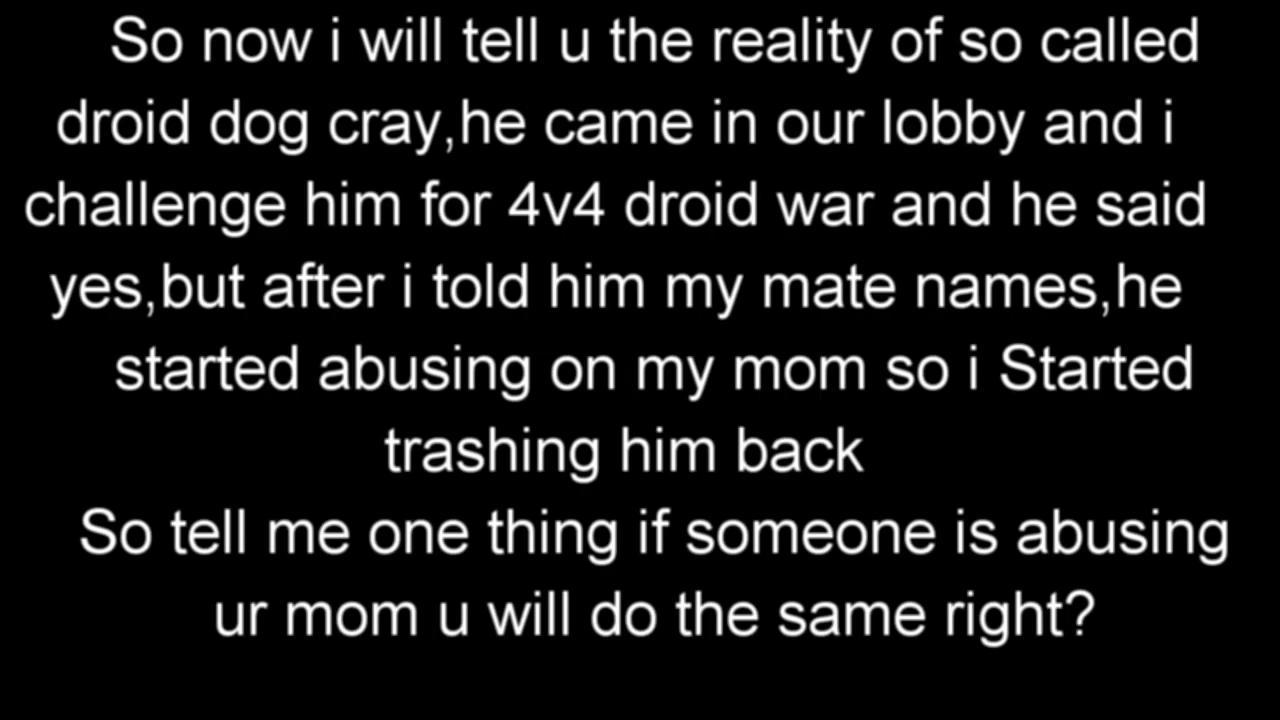 So now i will tell u the reality of so called
droid dog cray,he came in our lobby and i
challenge him for 4v4 droid war and he said
yes,but after i told him my mate names,he
started abusing on my mom so i Started
trashing him back
So tell me one thing if someone is abusing
ur mom u will do the same right?